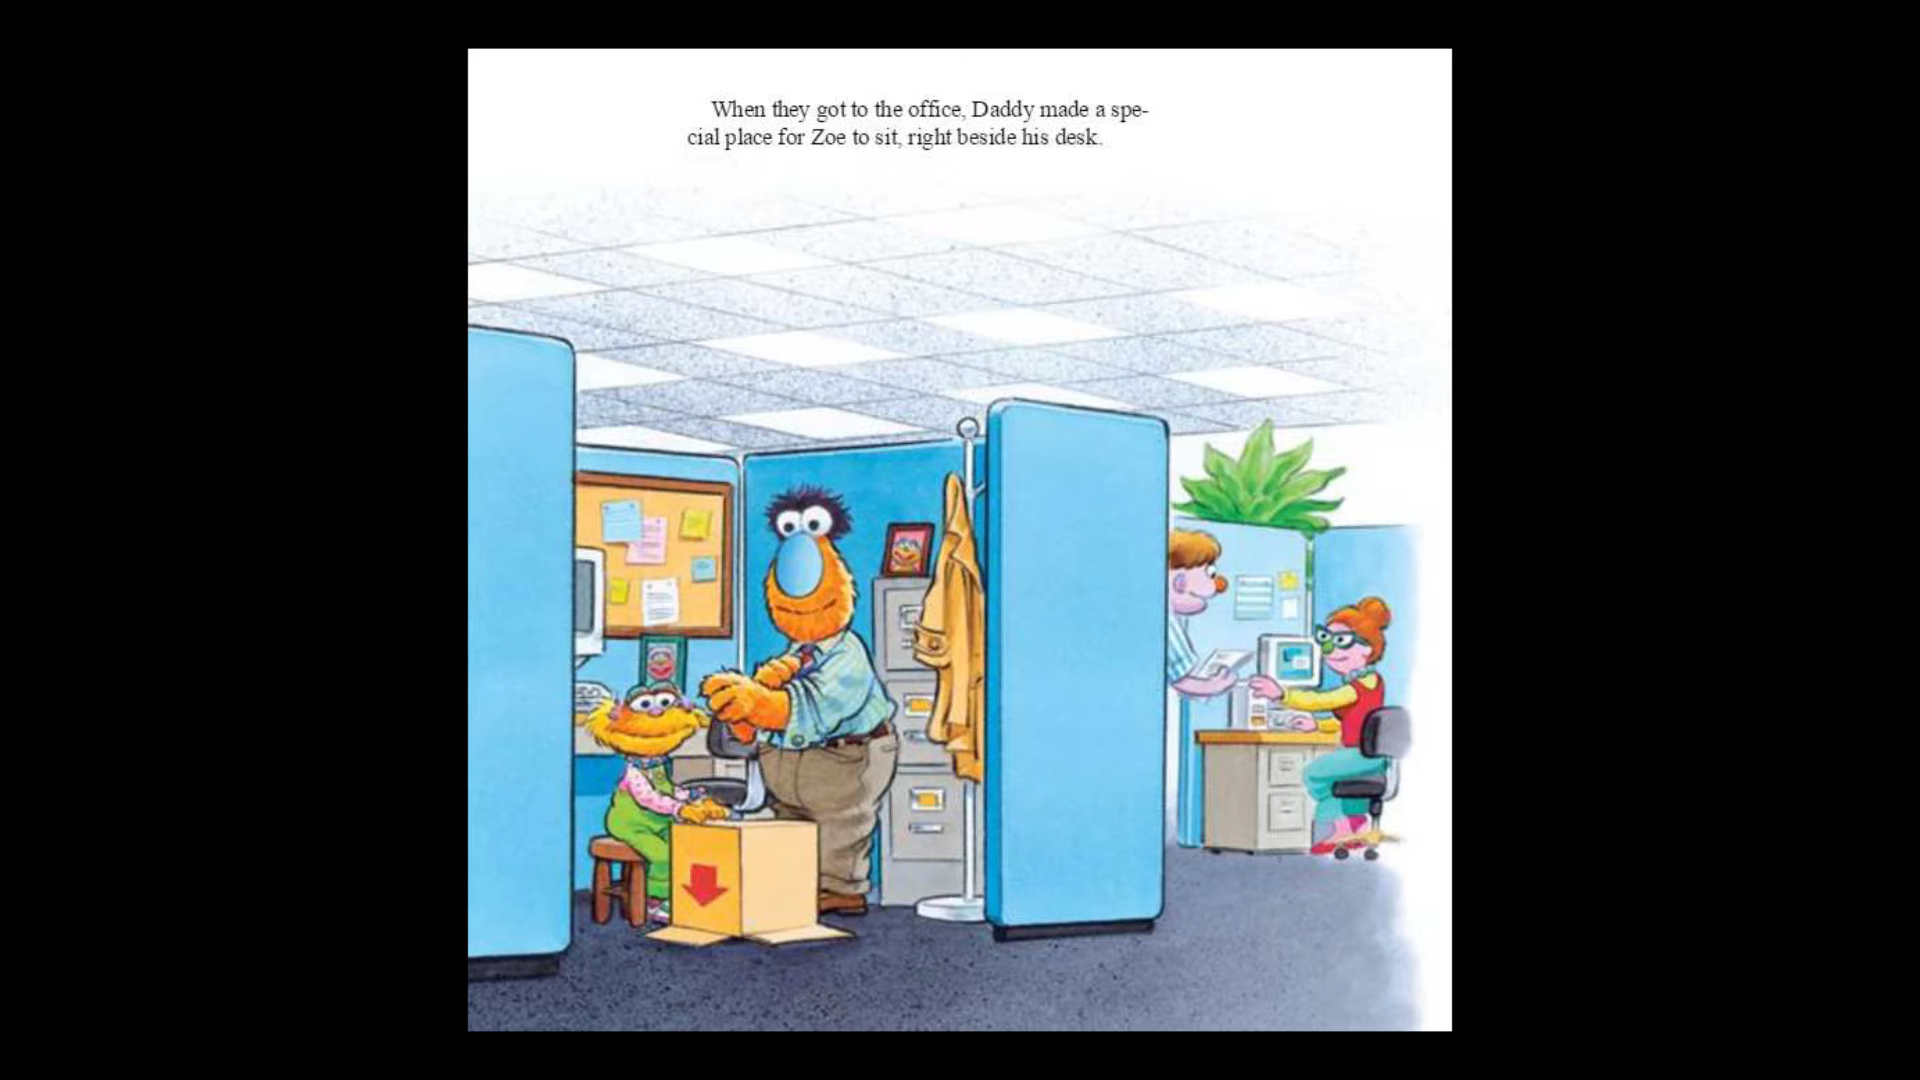 When they got to the office, Daddy made a spe-
cial place for Zoe to sit, right beside his desk.